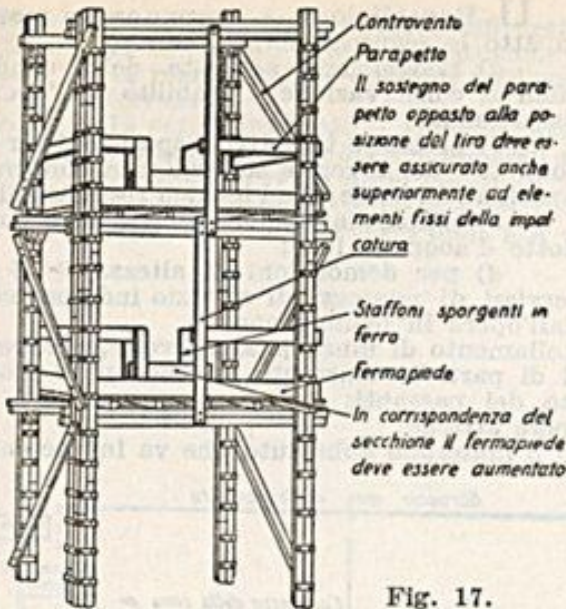 Controvento
Parapetto
Il sostegno del para=
petto opposto alla po=
sizione del tiro deve es=
sere assicurato anche
superiormente ad ele=
menti fissi della impal
catura
Staffoni sporgenti in
ferro
Fermapiede
In corrispondenza del
secchione il fermapiede
deve essere aumentato
Fig. 17.